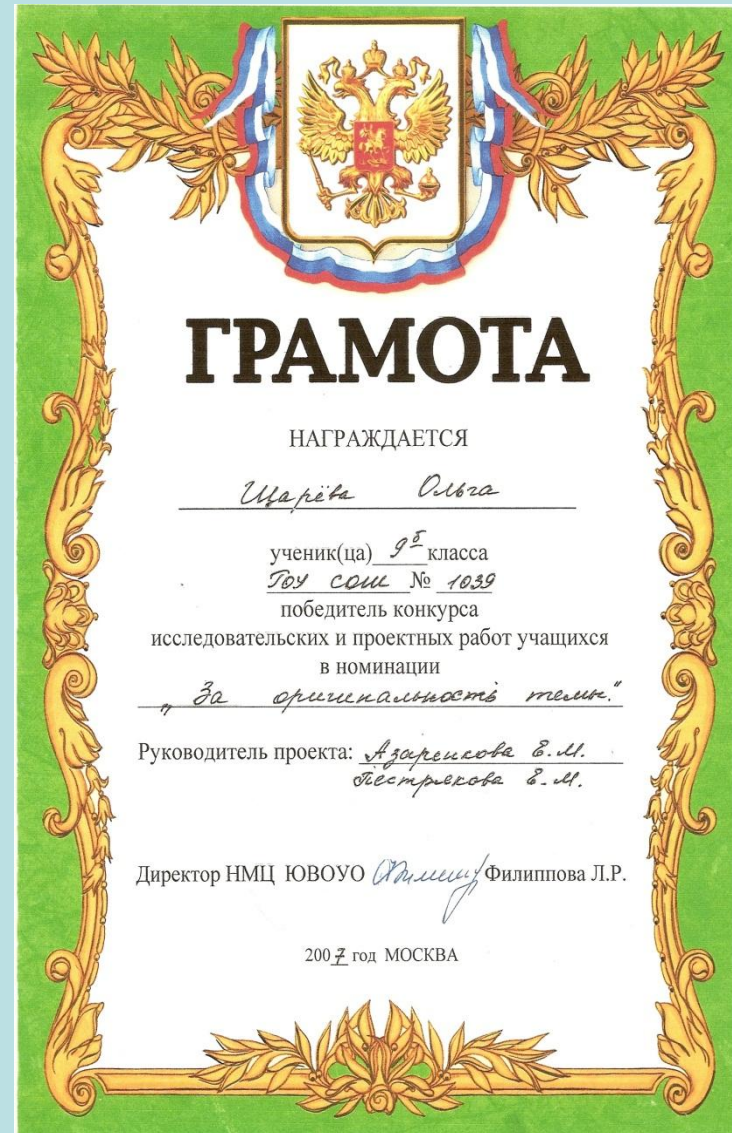 ГРАМОТА
НАГРАЖДАЕТСЯ
Щарёва Ольга
ученик(ца) 9б класса
ГОУ сош № 1039
победитель конкурса
исследовательских и проектных работ учащихся
в номинации
„За оригинальность темы."
Руководитель проекта: Азаренкова Е.М.
Пестрякова Е.М.
Директор НМЦ ЮВОУО Филиппова Л.Р.
2007 год МОСКВА